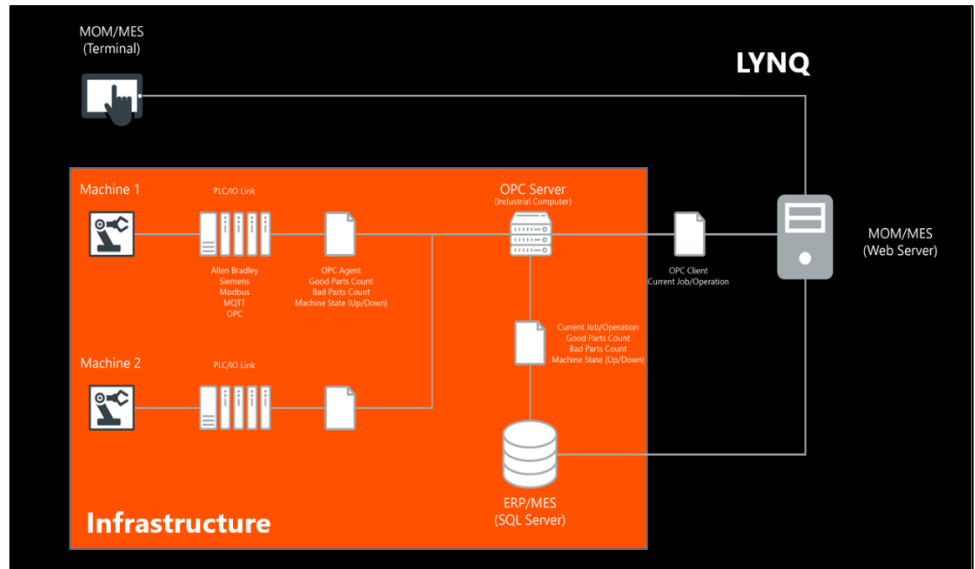 MOM/MES
(Terminal)
LYNQ
Machine 1
PLC/IO Link
OPC Server
(Industrial Computer)
MOM/MES
(Web Server)
Allen Bradley
Siemens
Modbus
MQTT
OPC
OPC Agent
Good Parts Count
Bad Parts Count
Machine State (Up/Down)
OPC Client
Current Job/Operation
Current Job/Operation
Good Parts Count
Bad Parts Count
Machine State (Up/Down)
Machine 2
PLC/IO Link
ERP/MES
(SQL Server)
Infrastructure